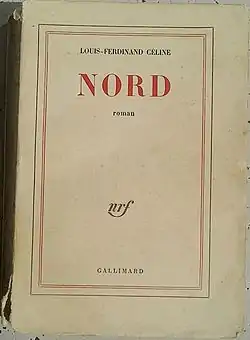 LOUIS-FERDINAND CÉLINE
NORD
roman
nrf
GALLIMARD